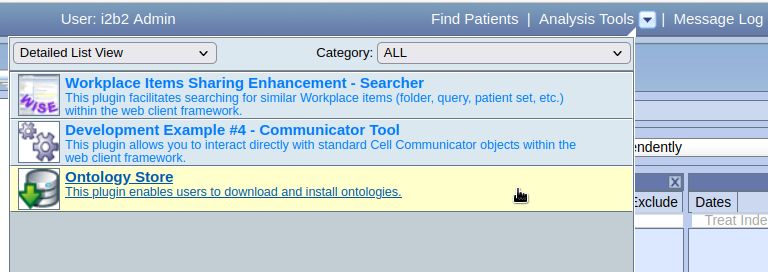 User: i2b2 Admin
Find Patients | Analysis Tools | Message Log
Detailed List View
Category: ALL
WISE
Workplace Items Sharing Enhancement - Searcher
This plugin facilitates searching for similar Workplace items (folder, query, patient set, etc.)
within the web client framework.
Development Example #4 - Communicator Tool
This plugin allows you to interact directly with standard Cell Communicator objects within the
web client framework.
endently
Ontology Store
This plugin enables users to download and install ontologies.
Exclude
Dates
Treat Inde